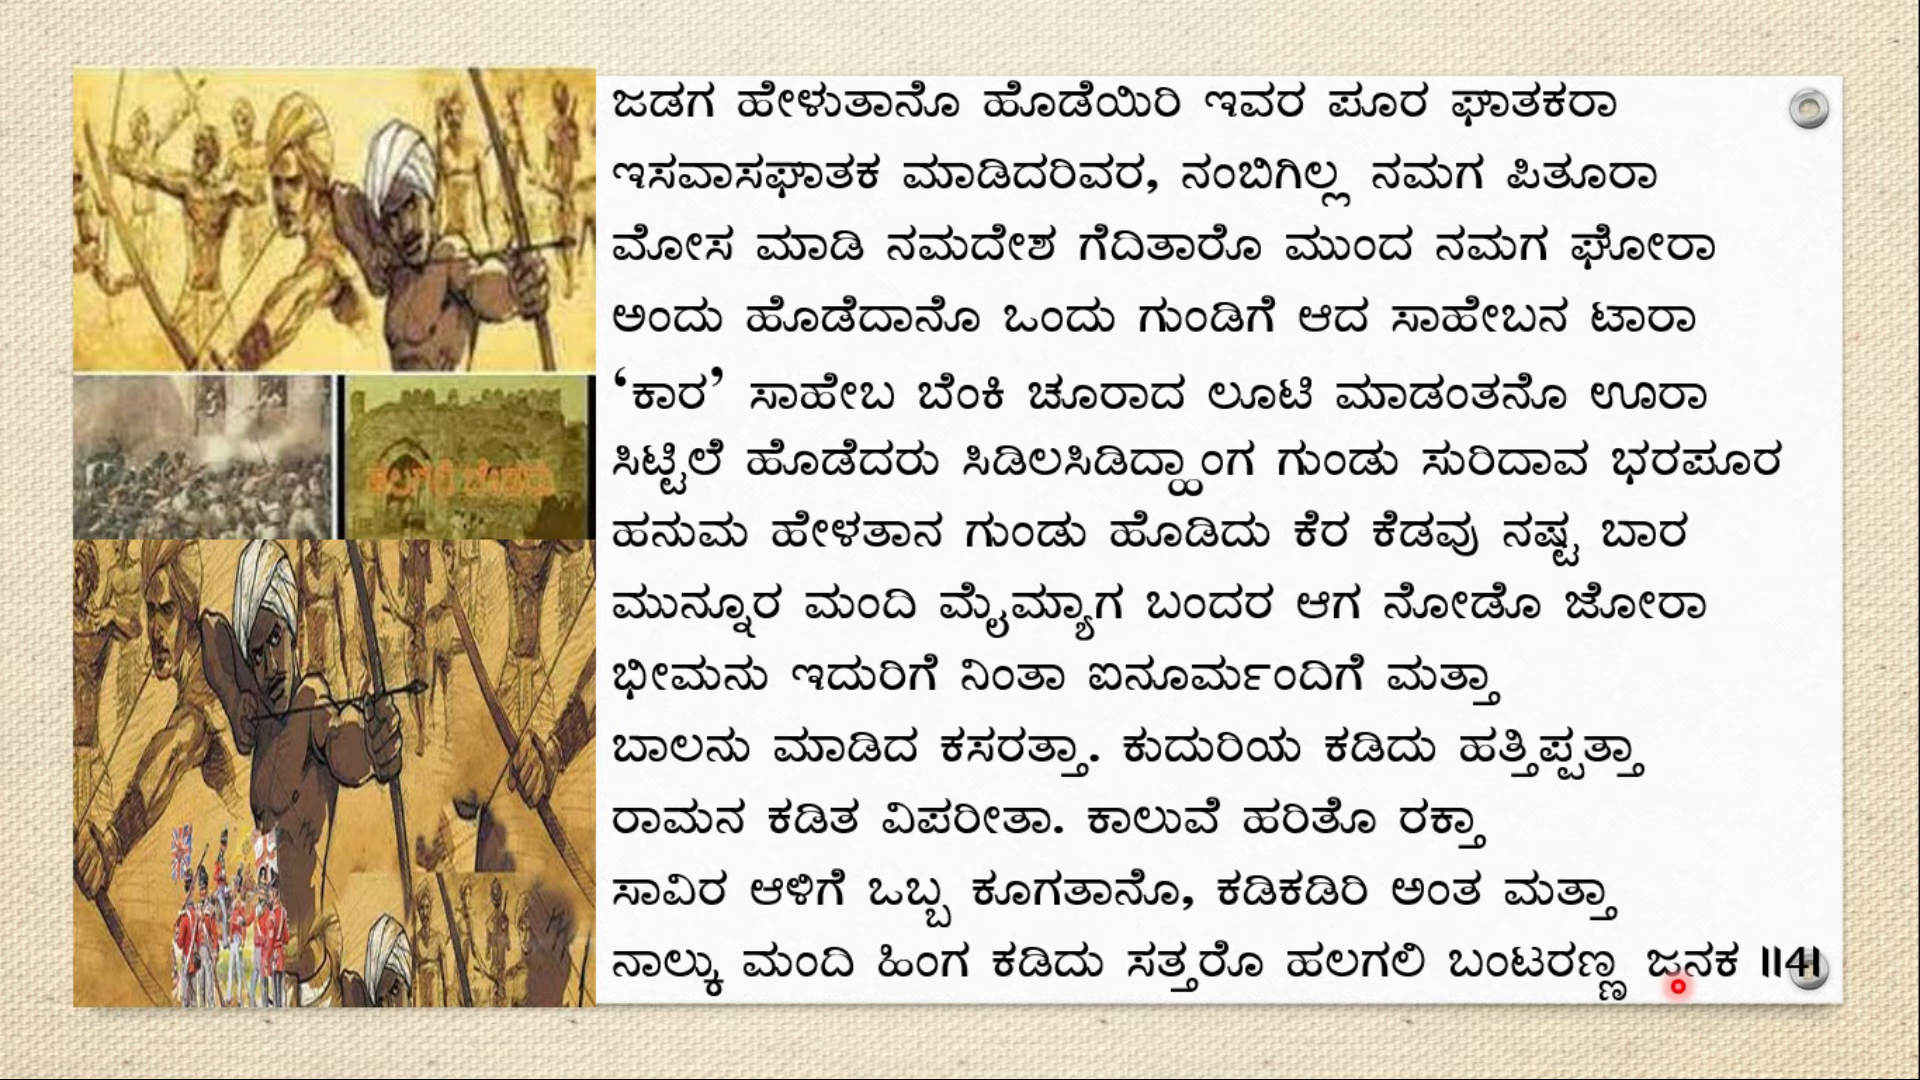 ಜಡಗ ಹೇಳುತಾನೊ ಹೊಡೆಯಿರಿ ಇವರ ಪೂರ ಘಾತಕರಾ
ಇಸವಾಸಘಾತಕ ಮಾಡಿದರಿವರ, ನಂಬಿಗಿಲ್ಲ ನಮಗ ಪಿತೂರಾ
ಮೋಸ ಮಾಡಿ ನಮದೇಶ ಗೆದಿತಾರೊ ಮುಂದ ನಮಗ ಘೋರಾ
ಅಂದು ಹೊಡೆದಾನೊ ಒಂದು ಗುಂಡಿಗೆ ಆದ ಸಾಹೇಬನ ಟಾರಾ
‘ಕಾರ’ ಸಾಹೇಬ ಬೆಂಕಿ ಚೂರಾದ ಲೂಟಿ ಮಾಡಂತನೊ ಊರಾ
ಸಿಟ್ಟಿಲೆ ಹೊಡೆದರು ಸಿಡಿಲಸಿಡಿದ್ಹಾಂಗ ಗುಂಡು ಸುರಿದಾವ ಭರಪೂರ
ಹನುಮ ಹೇಳತಾನ ಗುಂಡು ಹೊಡಿದು ಕೆರ ಕೆಡವು ನಷ್ಟ ಬಾರ
ಮುನ್ನೂರ ಮಂದಿ ಮೈಮ್ಯಾಗ ಬಂದರ ಆಗ ನೋಡೊ ಜೋರಾ
ಭೀಮನು ಇದುರಿಗೆ ನಿಂತಾ ಐನೂರ್ಮಂದಿಗೆ ಮತ್ತಾ
ಬಾಲನು ಮಾಡಿದ ಕಸರತ್ತಾ. ಕುದುರಿಯ ಕಡಿದು ಹತ್ತಿಪ್ಪತ್ತಾ
ರಾಮನ ಕಡಿತ ವಿಪರೀತಾ. ಕಾಲುವೆ ಹರಿತೊ ರಕ್ತಾ
ಸಾವಿರ ಆಳಿಗೆ ಒಬ್ಬ ಕೂಗತಾನೊ, ಕಡಿಕಡಿರಿ ಅಂತ ಮತ್ತಾ
ನಾಲ್ಕು ಮಂದಿ ಹಿಂಗ ಕಡಿದು ಸತ್ತರೊ ಹಲಗಲಿ ಬಂಟರಣ್ಣ ಜನಕ ॥4।